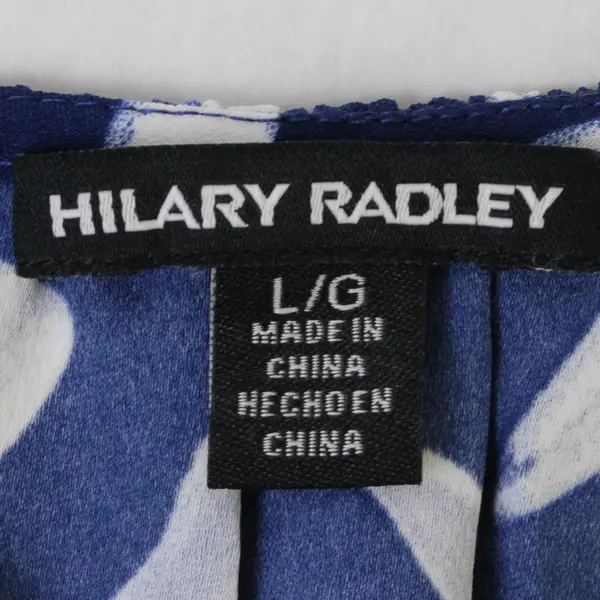 HILARY RADLEY
L/G
MADE IN
CHINA
HECHO EN
CHINA